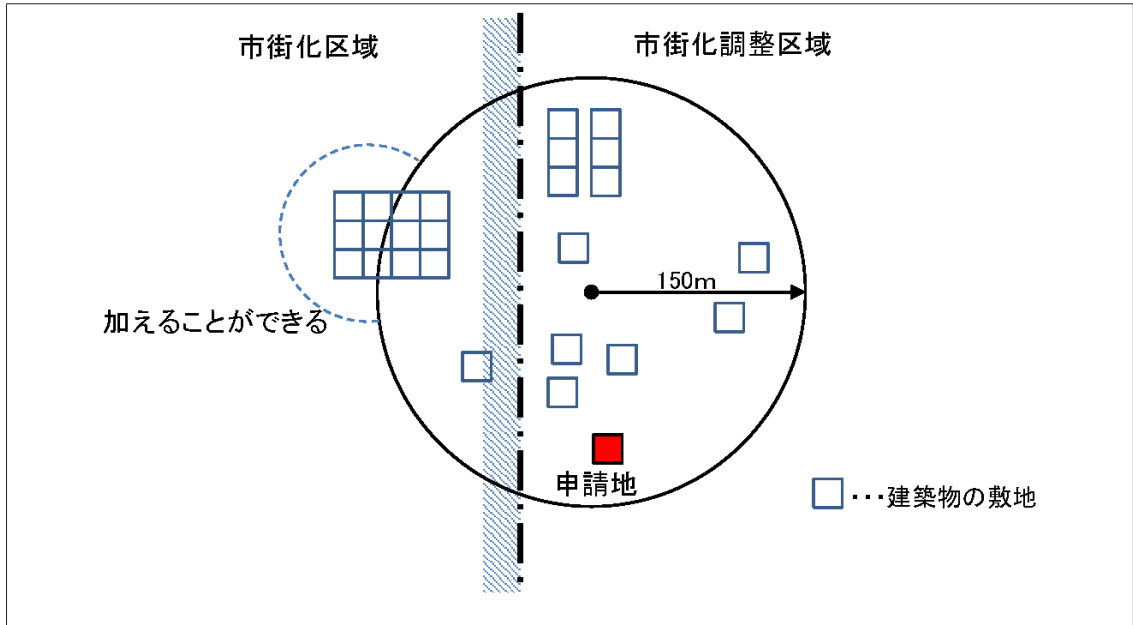 市街化区域
市街化調整区域
150m
加えることができる
申請地
･･･建築物の敷地